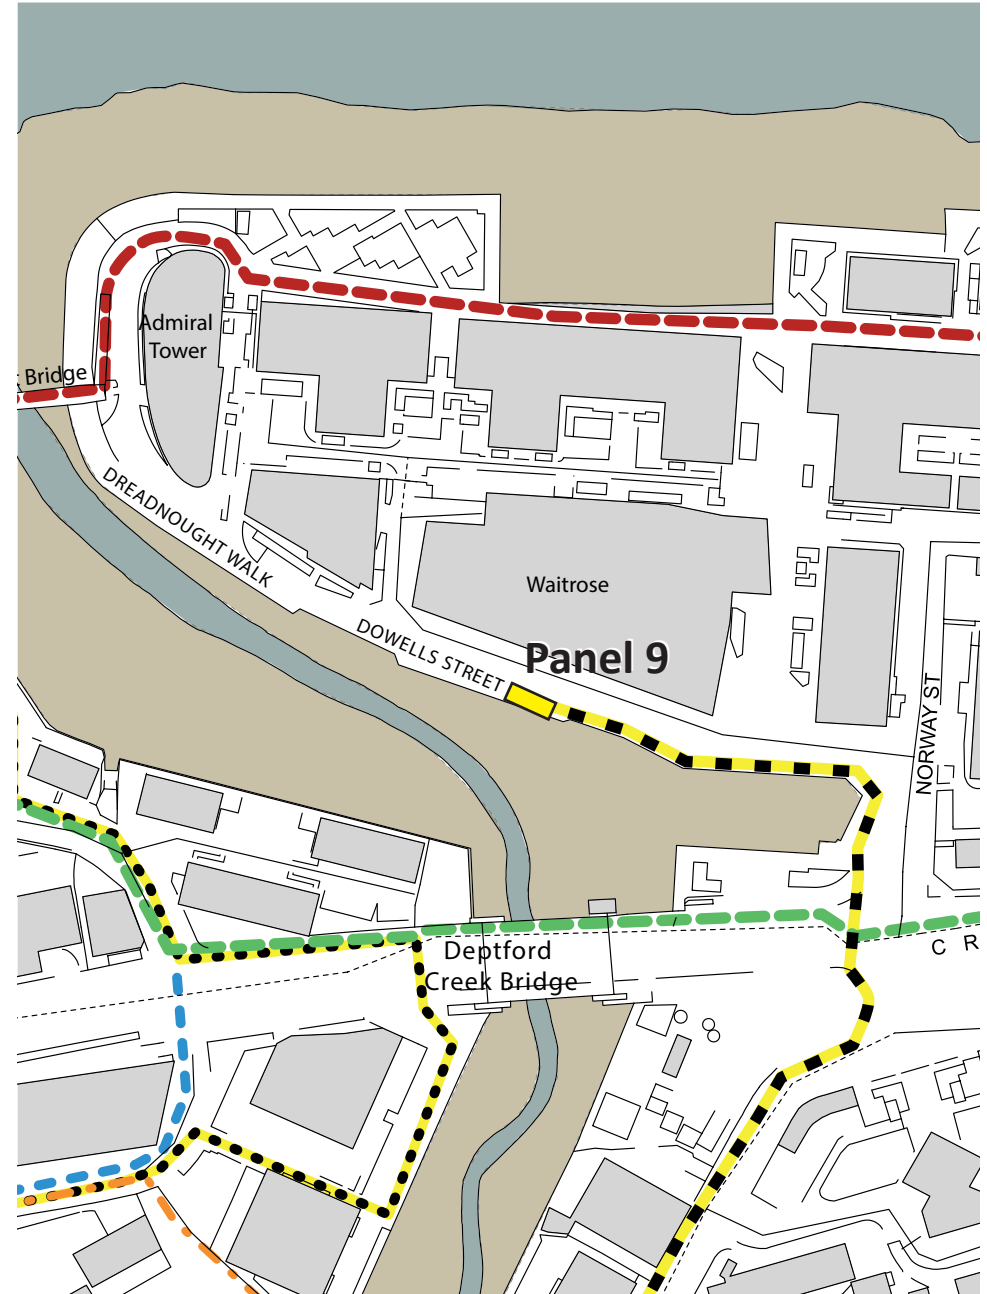 Admiral
Tower
Bridge
DREADNOUGHT WALK
Waitrose
DOWELLS STREET
Panel 9
NORWAY ST
Deptford
Creek Bridge
C R